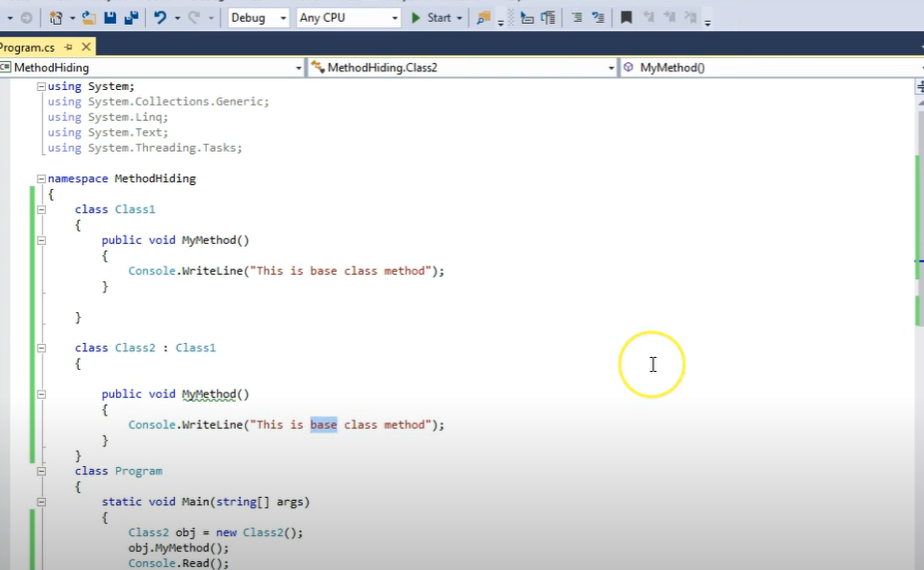 Debug Any CPU Start
Program.cs
MethodHiding MethodHiding.Class2 MyMethod()
using System;
using System.Collections.Generic;
using System.Linq;
using System.Text;
using System.Threading.Tasks;
namespace MethodHiding
{
class Class1
{
public void MyMethod()
{
Console.WriteLine("This is base class method");
}
}
class Class2 : Class1
{
public void MyMethod()
{
Console.WriteLine("This is base class method");
}
}
class Program
{
static void Main(string[] args)
{
Class2 obj = new Class2();
obj.MyMethod();
Console.Read();